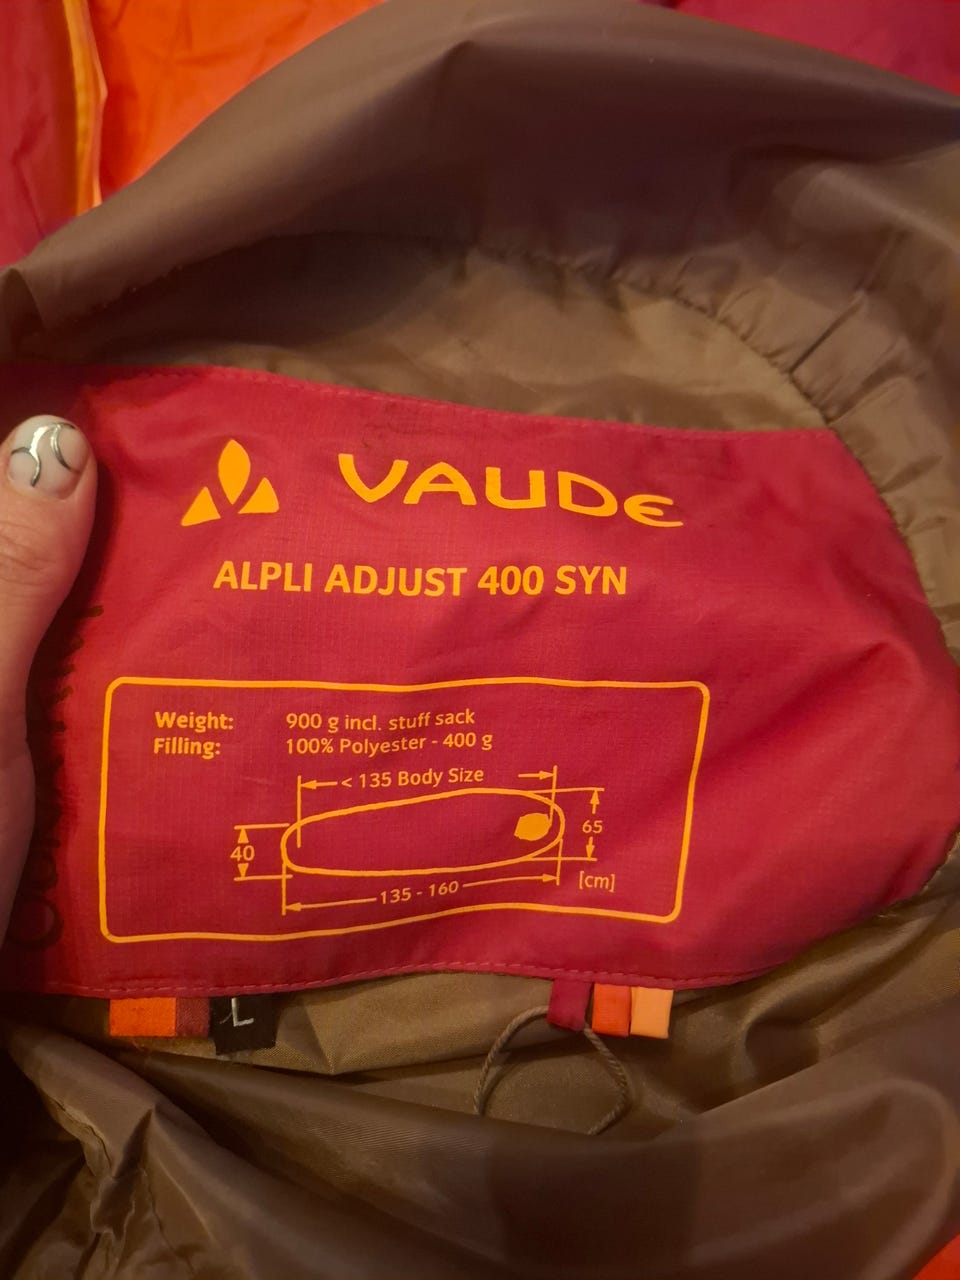 VAUDE
ALPLI ADJUST 400 SYN
Weight: 900 g incl. stuff sack
Filling: 100% Polyester - 400 g
< 135 Body Size
65
40
[cm]
135 - 160
L